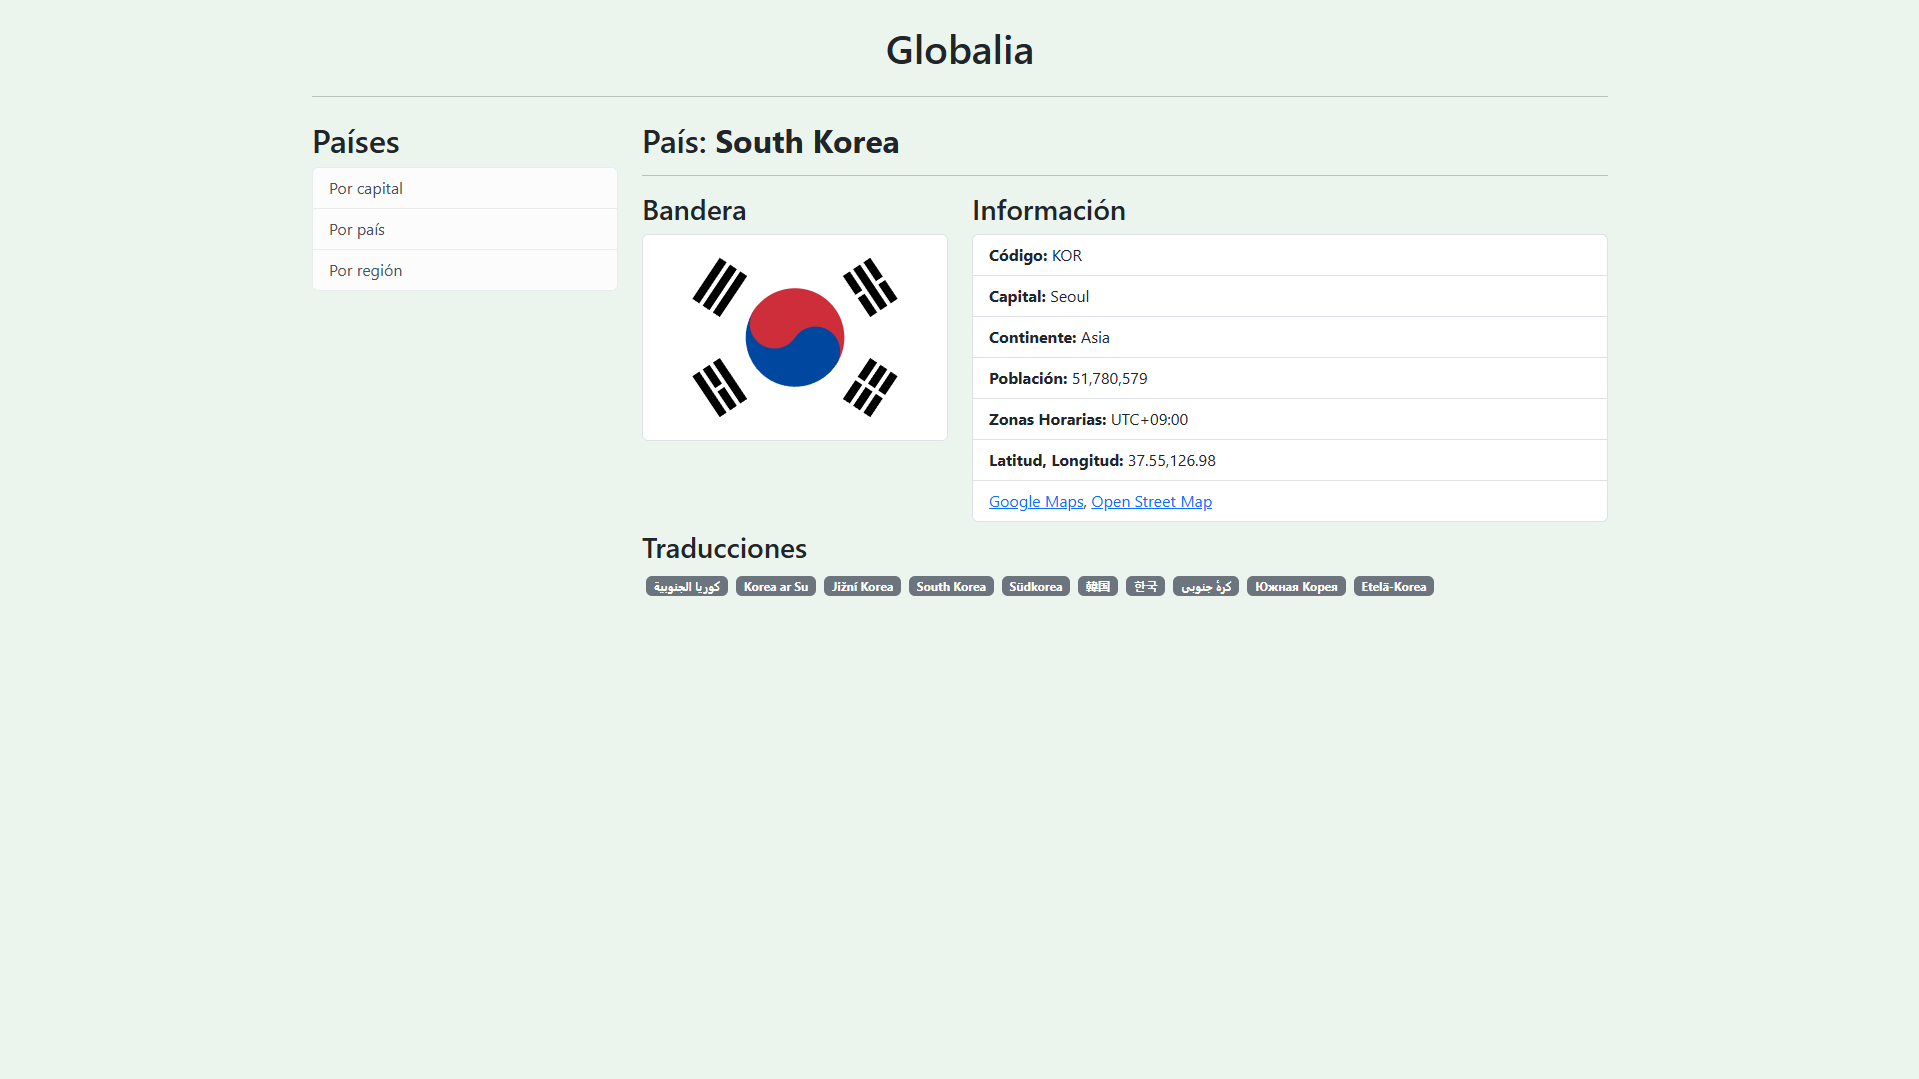 Globalia
Países
Por capital
Por país
Por región
País: South Korea
Bandera
Información
Código: KOR
Capital: Seoul
Continente: Asia
Población: 51,780,579
Zonas Horarias: UTC+09:00
Latitud, Longitud: 37.55,126.98
Google Maps, Open Street Map
Traducciones
كوريا الجنوبية Korea ar Su Jižní Korea South Korea Südkorea 韓国 한국 کرهٔ جنوبی Южная Корея Etelä-Korea